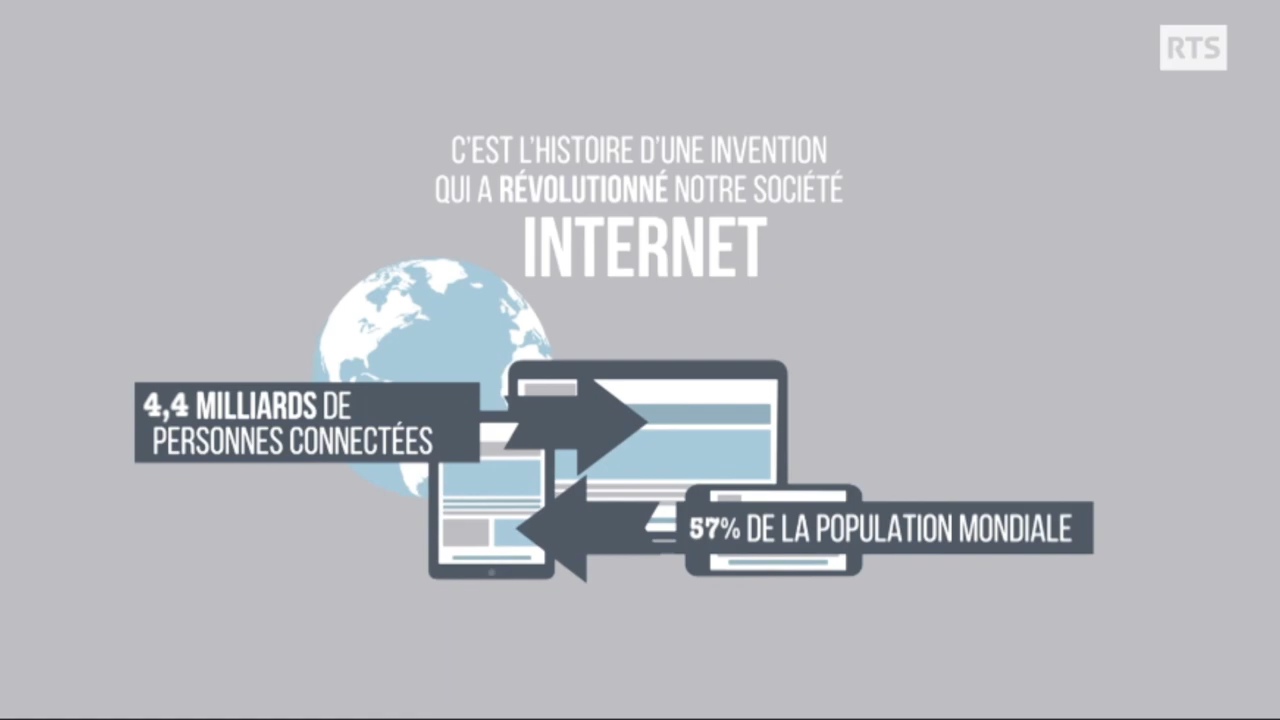 RTS
C'EST L'HISTOIRE D'UNE INVENTION
QUI A RÉVOLUTIONNÉ NOTRE SOCIÉTÉ
INTERNET
4,4 MILLIARDS DE
PERSONNES CONNECTÉES
57% DE LA POPULATION MONDIALE